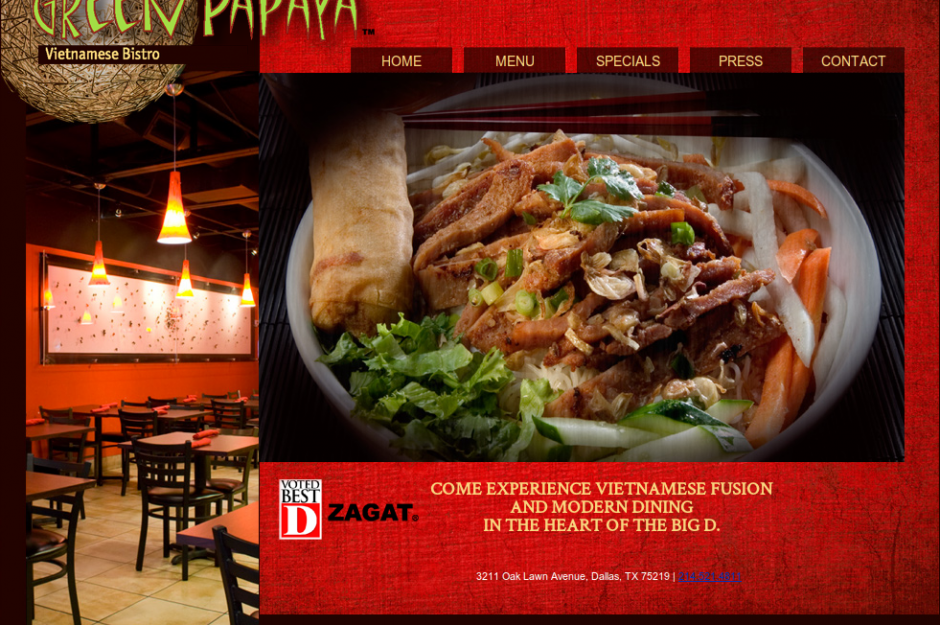 GREEN PAPAYA™
Vietnamese Bistro
HOME
MENU
SPECIALS
PRESS
CONTACT
VOTED
BEST
D
ZAGAT®
COME EXPERIENCE VIETNAMESE FUSION
AND MODERN DINING
IN THE HEART OF THE BIG D.
3211 Oak Lawn Avenue, Dallas, TX 75219 |